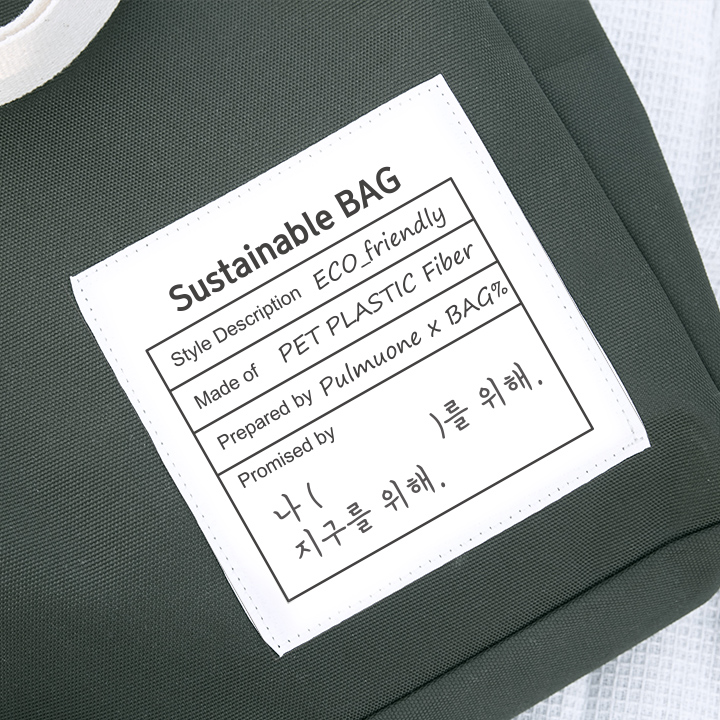 Sustainable BAG
Style Description ECO_friendly
Made of PET PLASTIC Fiber
Prepared by Pulmuone x BAG%
Promised by
나 ( )를 위해.
지구를 위해.